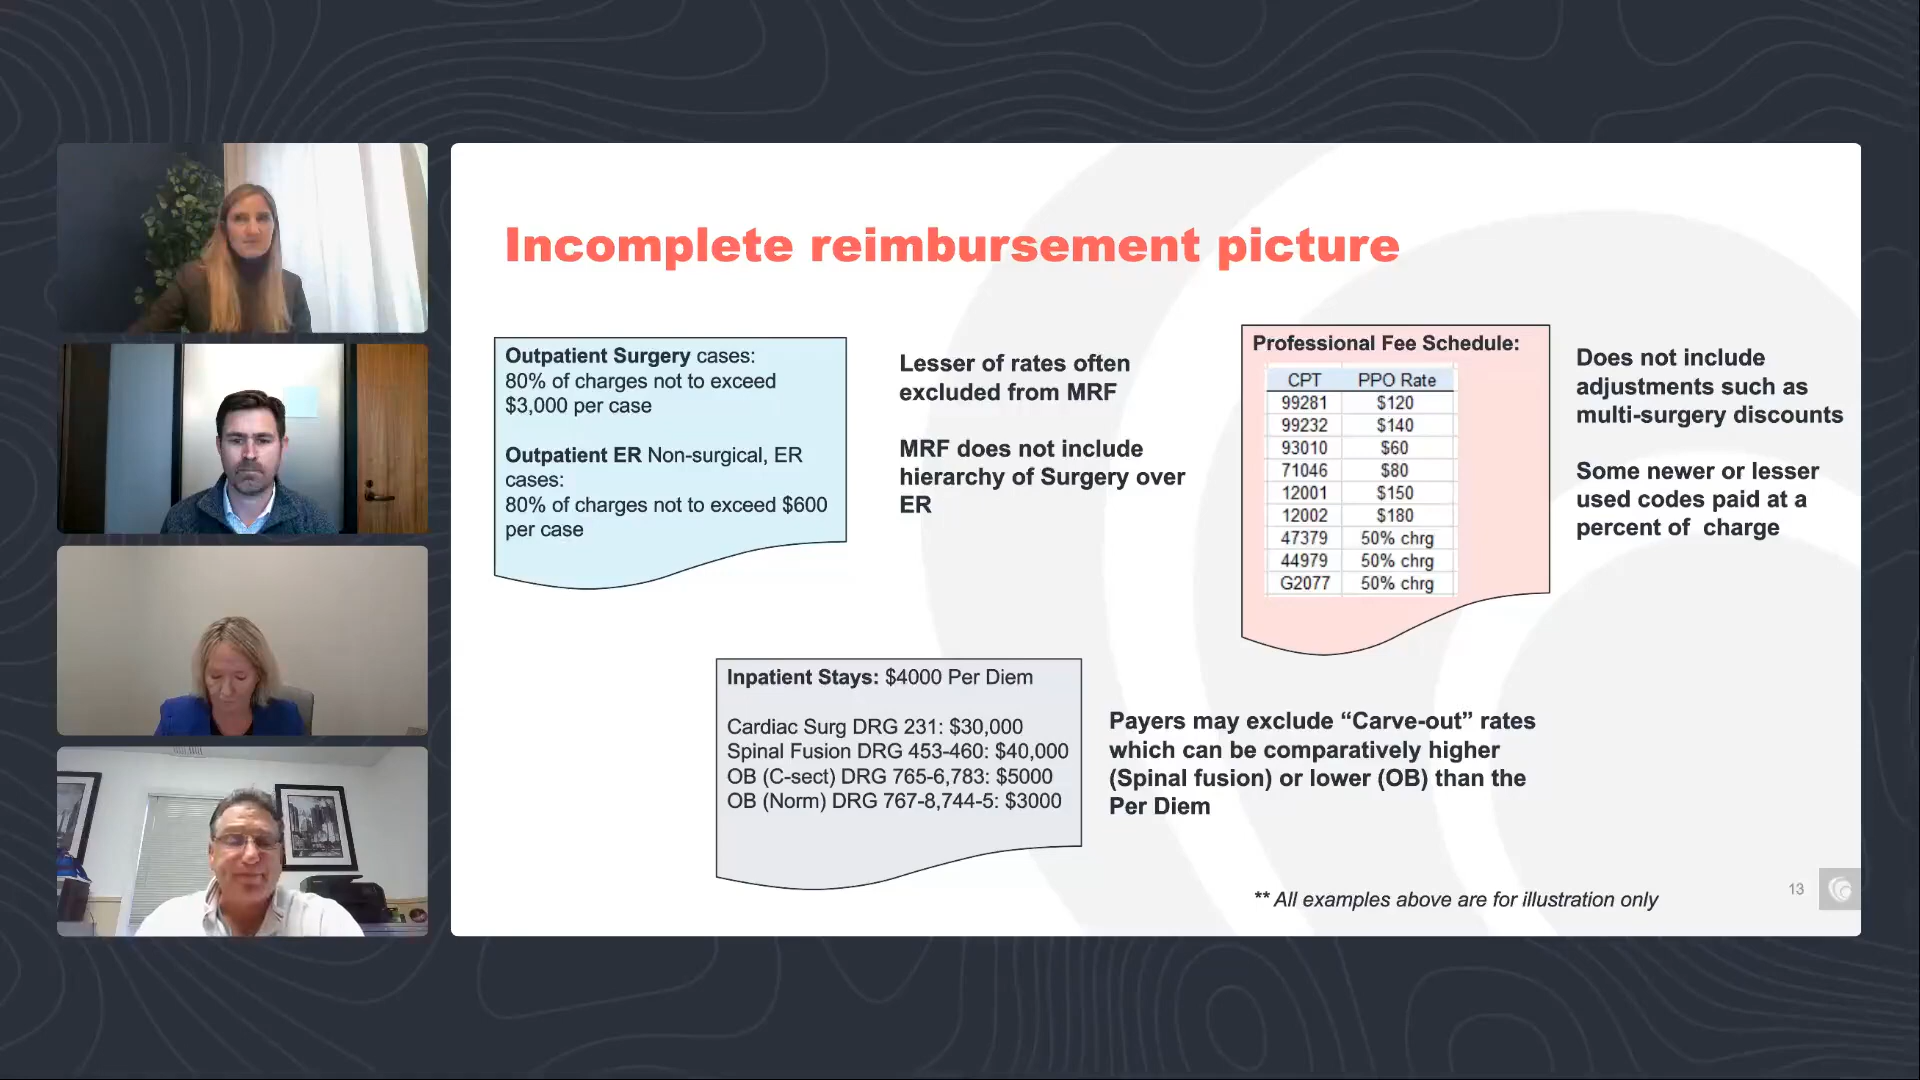 Incomplete reimbursement picture
Outpatient Surgery cases:
80% of charges not to exceed
$3,000 per case
Outpatient ER Non-surgical, ER
cases:
80% of charges not to exceed $600
per case
Lesser of rates often
excluded from MRF
MRF does not include
hierarchy of Surgery over
ER
Professional Fee Schedule:
CPT PPO Rate
99281 $120
99232 $140
93010 $60
71046 $80
12001 $150
12002 $180
47379 50% chrg
44979 50% chrg
G2077 50% chrg
Does not include
adjustments such as
multi-surgery discounts
Some newer or lesser
used codes paid at a
percent of charge
Inpatient Stays: $4000 Per Diem
Cardiac Surg DRG 231: $30,000
Spinal Fusion DRG 453-460: $40,000
OB (C-sect) DRG 765-6,783: $5000
OB (Norm) DRG 767-8,744-5: $3000
Payers may exclude “Carve-out” rates
which can be comparatively higher
(Spinal fusion) or lower (OB) than the
Per Diem
** All examples above are for illustration only
13